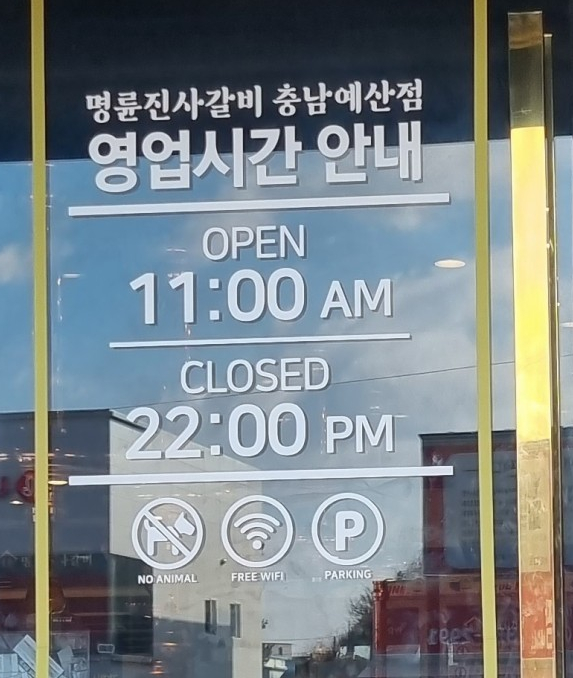 명륜진사갈비 충남예산점
영업시간 안내
OPEN
11:00 AM
CLOSED
22:00 PM
NO ANIMAL
FREE WIFI
PARKING